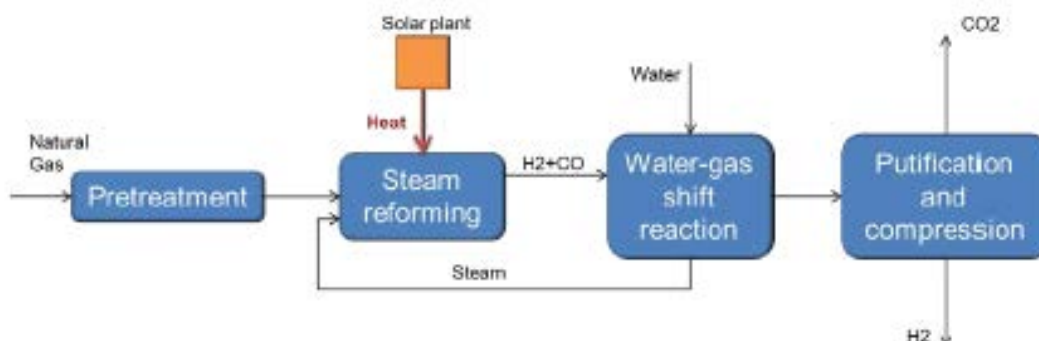 Solar plant
CO2
Water
Heat
Natural
Gas
Pretreatment
Steam
reforming
H2+CO
Water-gas
shift
reaction
Putification
and
compression
Steam
H2